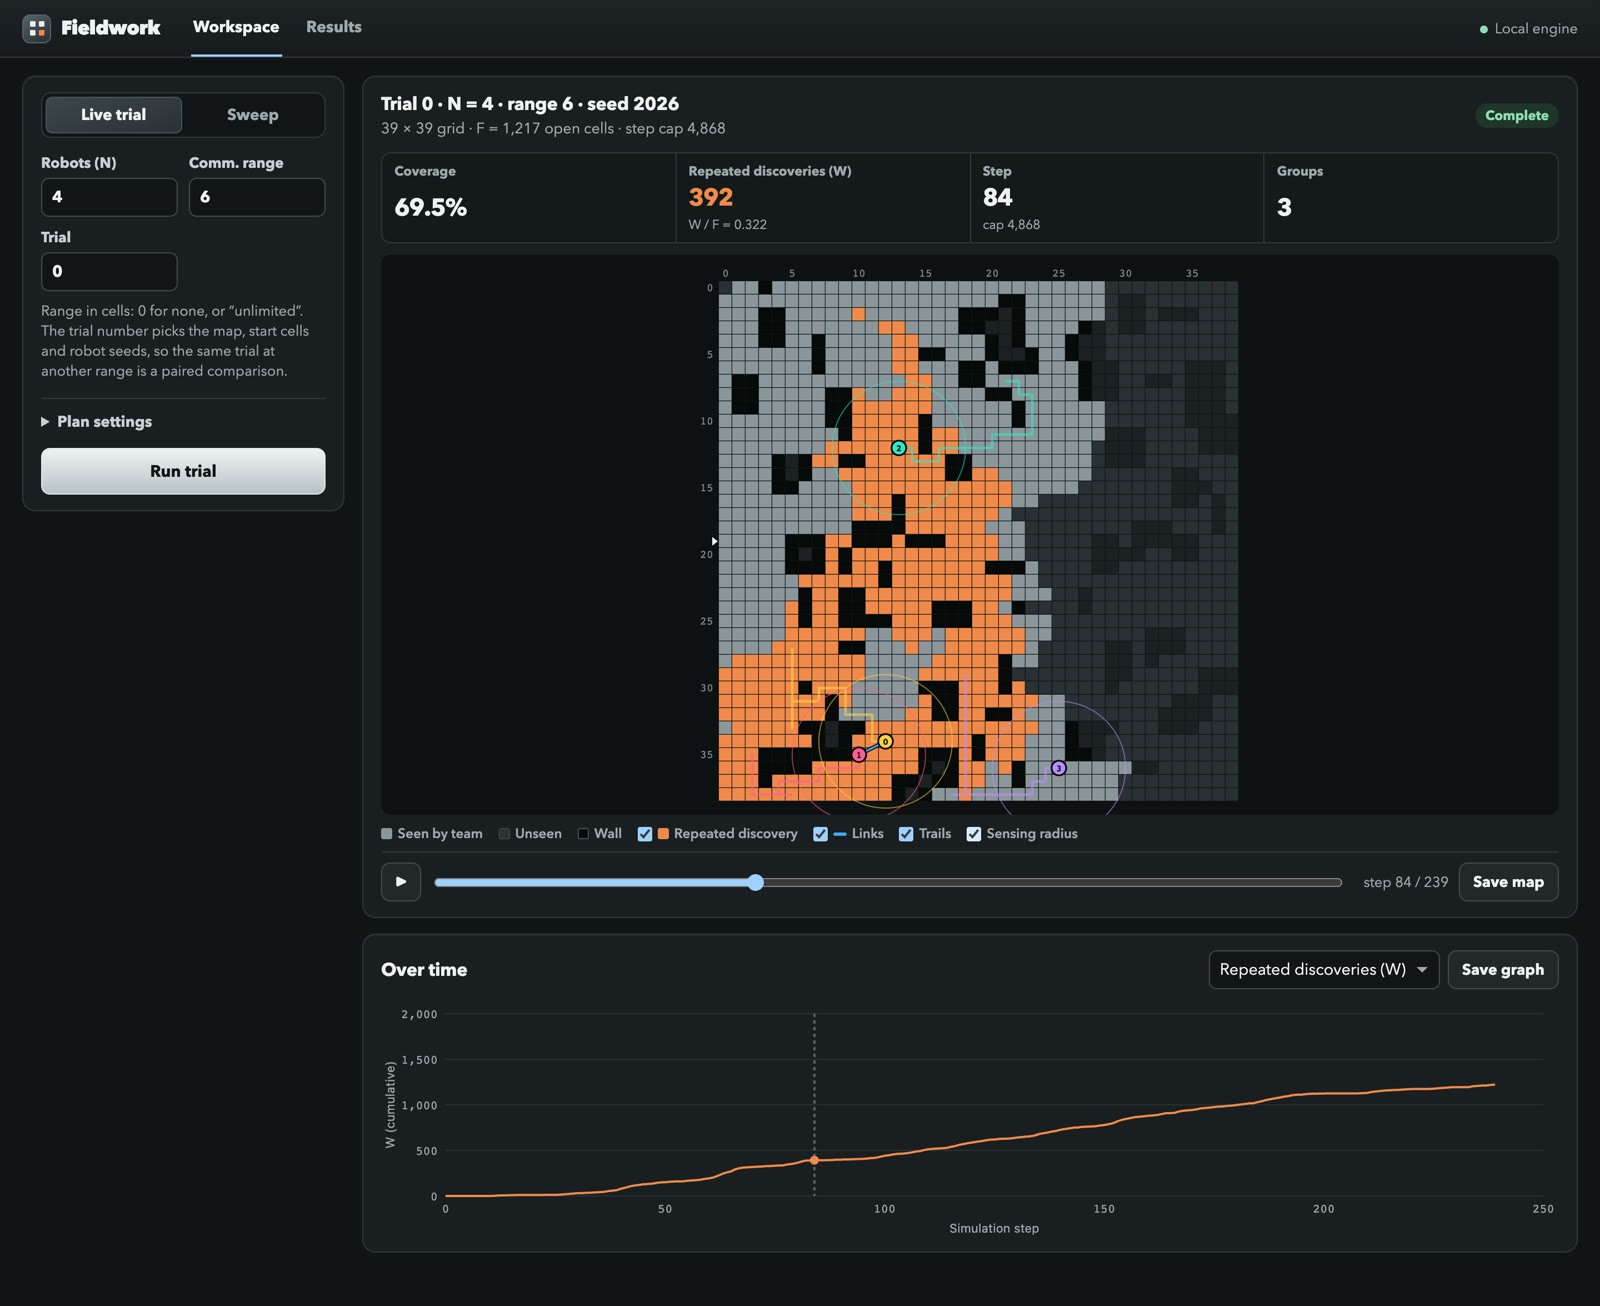 Fieldwork
Workspace
Results
Local engine
Live trial
Sweep
Robots (N)
Comm. range
4
6
Trial
0
Range in cells: 0 for none, or “unlimited”.
The trial number picks the map, start cells
and robot seeds, so the same trial at
another range is a paired comparison.
Plan settings
Run trial
Trial 0 · N = 4 · range 6 · seed 2026
39 × 39 grid · F = 1,217 open cells · step cap 4,868
Complete
Coverage
69.5%
Repeated discoveries (W)
392
W / F = 0.322
Step
84
cap 4,868
Groups
3
0 5 10 15 20 25 30 35
0
5
10
15
20
25
30
35
2
0
1
3
Seen by team
Unseen
Wall
Repeated discovery
Links
Trails
Sensing radius
step 84 / 239
Save map
Over time
Repeated discoveries (W)
Save graph
2,000
1,500
1,000
500
0
W (cumulative)
0 50 100 150 200 250
Simulation step